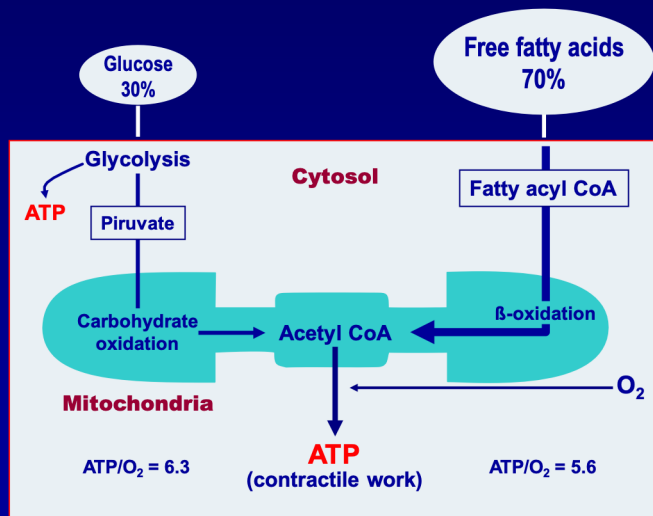 Glucose
30%
Free fatty acids
70%
Glycolysis
Cytosol
ATP
Piruvate
Fatty acyl CoA
Carbohydrate
oxidation
Acetyl CoA
ß-oxidation
Mitochondria
O₂
ATP
(contractile work)
ATP/O₂ = 6.3
ATP/O₂ = 5.6